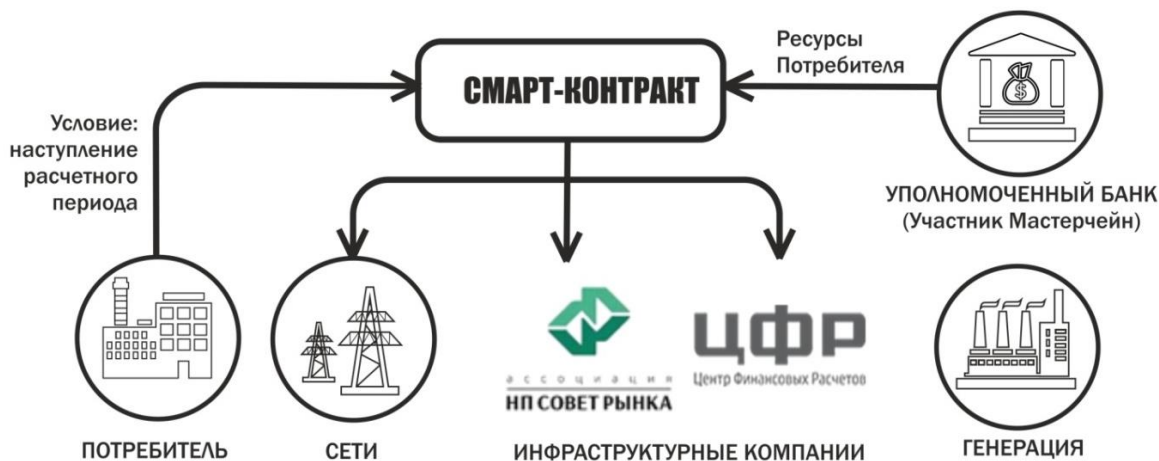 СМАРТ-КОНТРАКТ
Ресурсы
Потребителя
Условие:
наступление
расчетного
периода
УПОЛНОМОЧЕННЫЙ БАНК
(Участник Мастерчейн)
ЦФР
Центр Финансовых Расчетов
ассоциация
НП СОВЕТ РЫНКА
ПОТРЕБИТЕЛЬ
СЕТИ
ИНФРАСТРУКТУРНЫЕ КОМПАНИИ
ГЕНЕРАЦИЯ